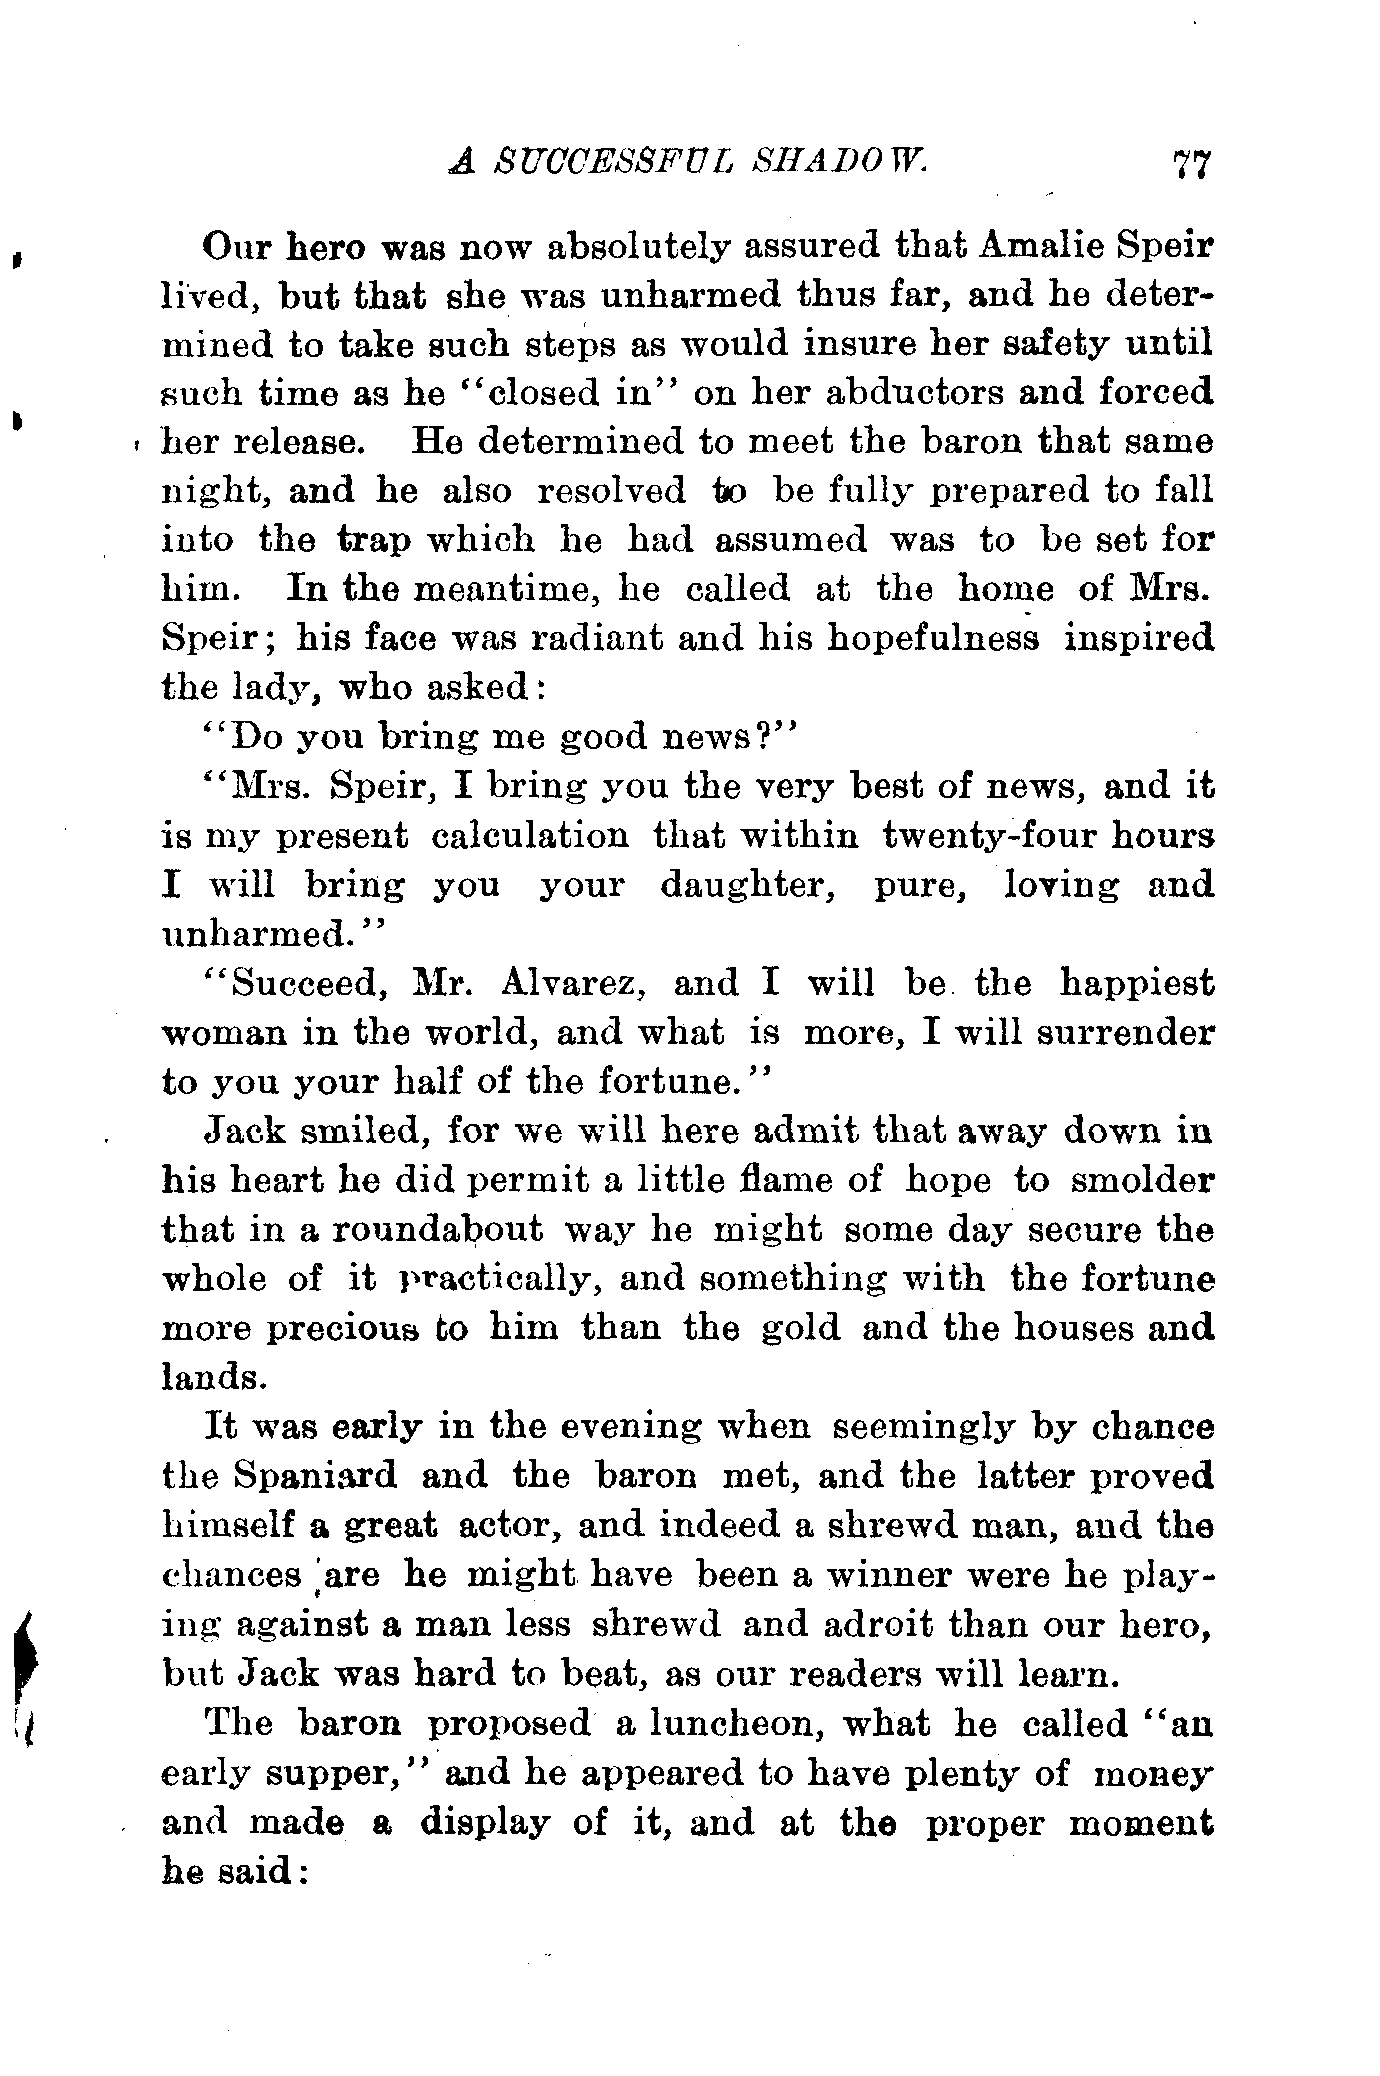 A SUCCESSFUL SHADOW. 77
Our hero was now absolutely assured that Amalie Speir
lived, but that she was unharmed thus far, and he deter-
mined to take such steps as would insure her safety until
such time as he "closed in" on her abductors and forced
her release. He determined to meet the baron that same
night, and he also resolved to be fully prepared to fall
into the trap which he had assumed was to be set for
him. In the meantime, he called at the home of Mrs.
Speir; his face was radiant and his hopefulness inspired
the lady, who asked:
"Do you bring me good news?"
"Mrs. Speir, I bring you the very best of news, and it
is my present calculation that within twenty-four hours
I will bring you your daughter, pure, loving and
unharmed."
"Succeed, Mr. Alvarez, and I will be the happiest
woman in the world, and what is more, I will surrender
to you your half of the fortune."
Jack smiled, for we will here admit that away down in
his heart he did permit a little flame of hope to smolder
that in a roundabout way he might some day secure the
whole of it practically, and something with the fortune
more precious to him than the gold and the houses and
lands.
It was early in the evening when seemingly by chance
the Spaniard and the baron met, and the latter proved
himself a great actor, and indeed a shrewd man, and the
chances are he might have been a winner were he play-
ing against a man less shrewd and adroit than our hero,
but Jack was hard to beat, as our readers will learn.
The baron proposed a luncheon, what he called "an
early supper," and he appeared to have plenty of money
and made a display of it, and at the proper moment
he said: